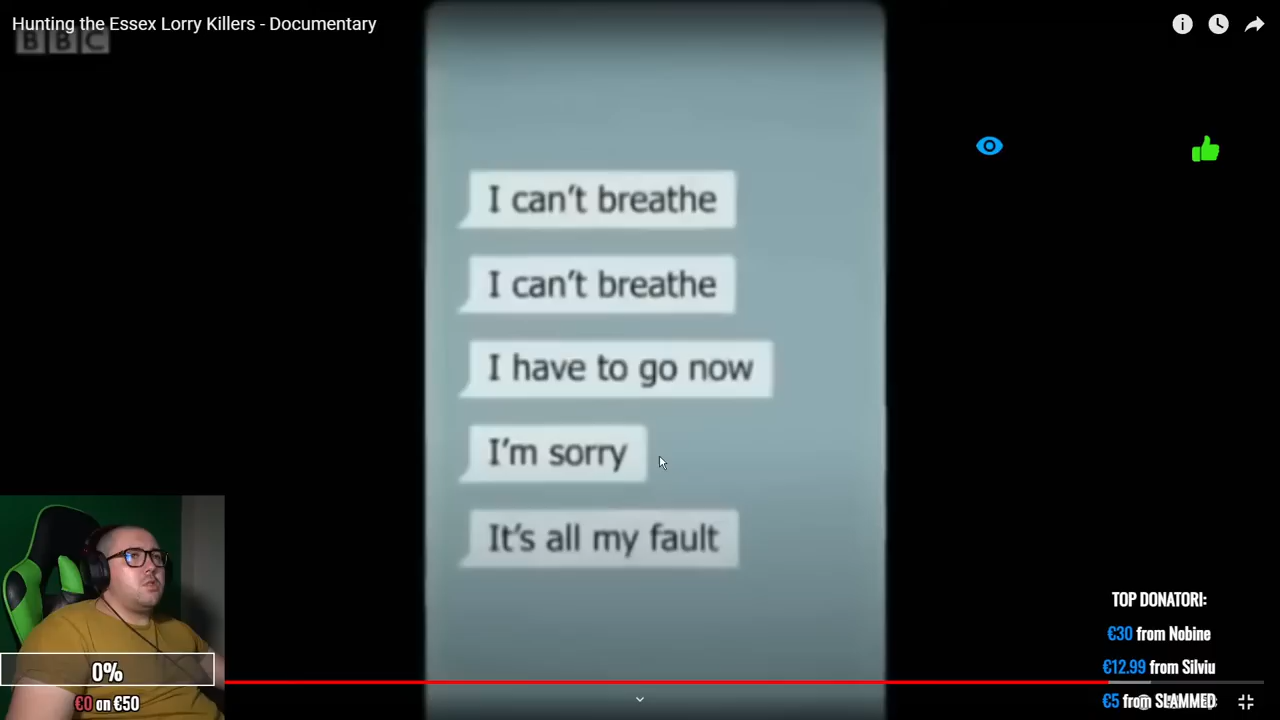 Hunting the Essex Lorry Killers - Documentary
BBC
I can't breathe
I can't breathe
I have to go now
I'm sorry
It's all my fault
TOP DONATORI:
€30 from Nobine
€12.99 from Silviu
€5 from SLAMMED
0%
€0 on €50